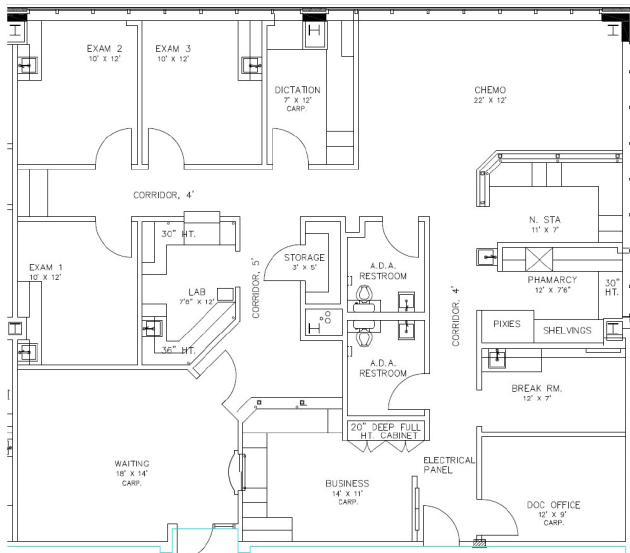 EXAM 2
10' X 12'
EXAM 3
10' X 12'
DICTATION
7' X 12'
CARP.
CHEMO
22' X 12'
CORRIDOR, 4'
N. STA
11' X 7'
30" HT.
STORAGE
3' X 5'
EXAM 1
10' X 12'
LAB
7'8" X 12'
CORRIDOR, 5'
A.D.A.
RESTROOM
CORRIDOR, 4'
PHAMARCY
12' X 7'6"
30"
HT.
PIXIES
SHELVINGS
36" HT.
A.D.A.
RESTROOM
BREAK RM.
12' X 7'
20" DEEP FULL
HT. CABINET
WAITING
18' X 14'
CARP.
BUSINESS
14' X 11'
CARP.
ELECTRICAL
PANEL
DOC OFFICE
12' X 9'
CARP.